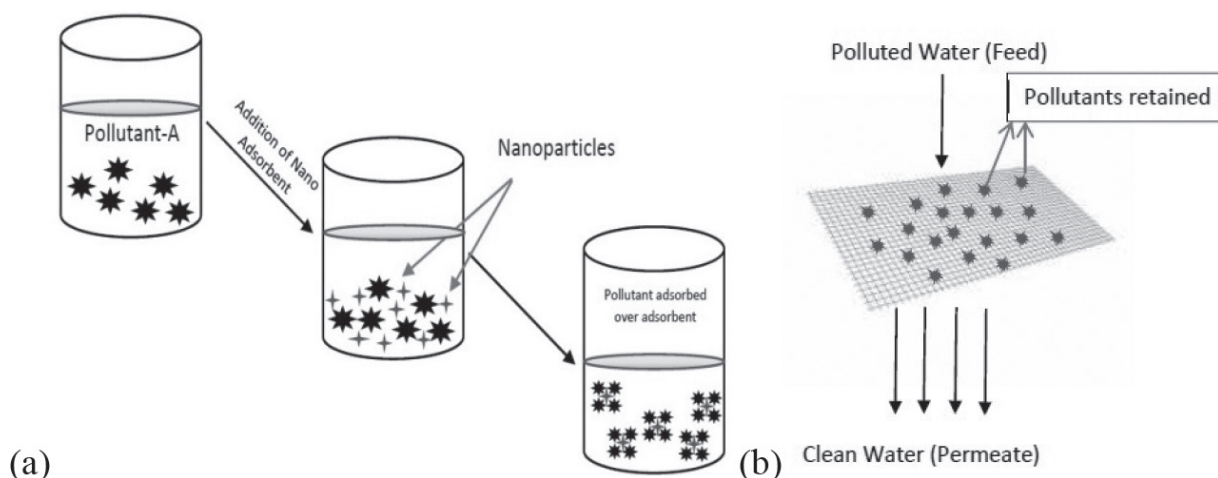 Pollutant-A
Addition of Nano
Adsorbent
Nanoparticles
Pollutant adsorbed
over adsorbent
(a)
Polluted Water (Feed)
Pollutants retained
Clean Water (Permeate)
(b)